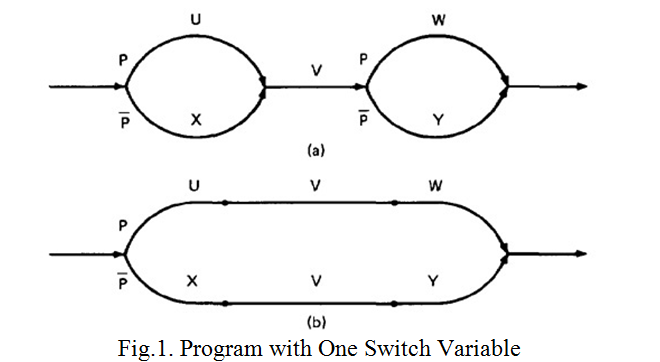 U W
P V P
P̅ X P̅ Y
(a)
U V W
P
P̅ X V Y
(b)
Fig.1. Program with One Switch Variable